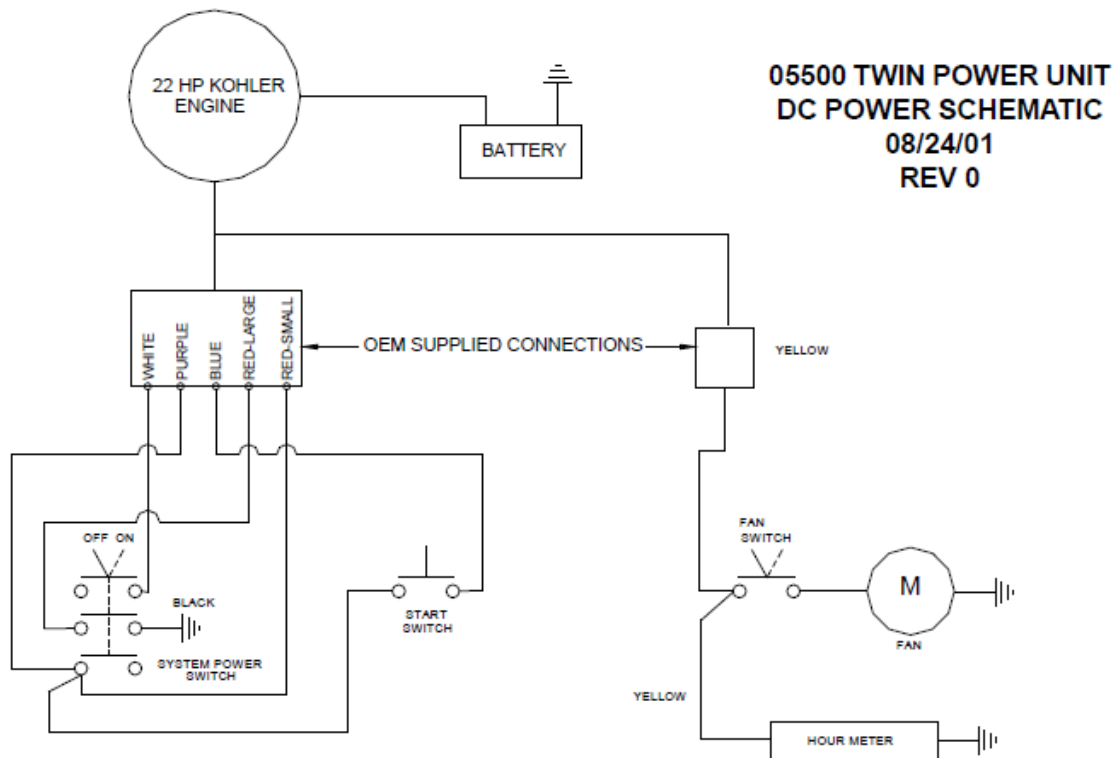 22 HP KOHLER
ENGINE
BATTERY
05500 TWIN POWER UNIT
DC POWER SCHEMATIC
08/24/01
REV 0
WHITE
PURPLE
BLUE
RED-LARGE
RED-SMALL
OEM SUPPLIED CONNECTIONS
YELLOW
OFF ON
BLACK
SYSTEM POWER
SWITCH
START
SWITCH
FAN
SWITCH
M
FAN
YELLOW
HOUR METER